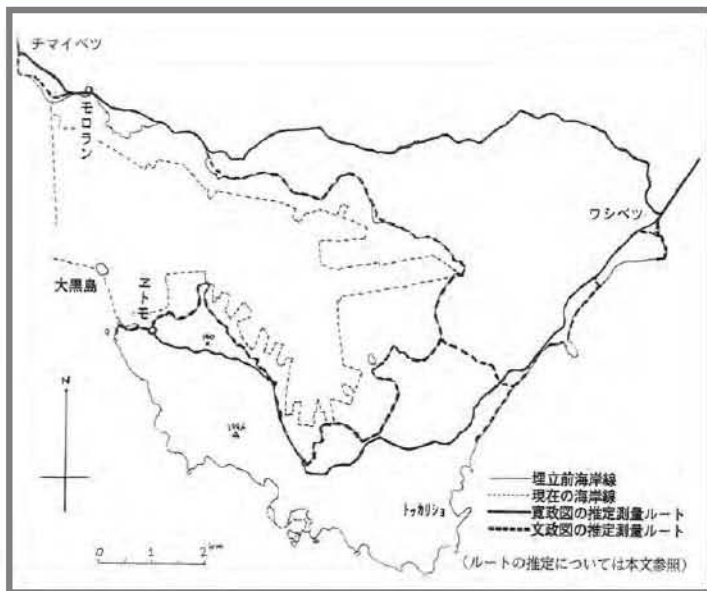 チマイベツ
モロラン
ワシベツ
大黒島
ヱトモ
N
トッカリショ
0 1 2 km
埋立前海岸線
現在の海岸線
寛政図の推定測量ルート
文政図の推定測量ルート
(ルートの推定については本文参照)